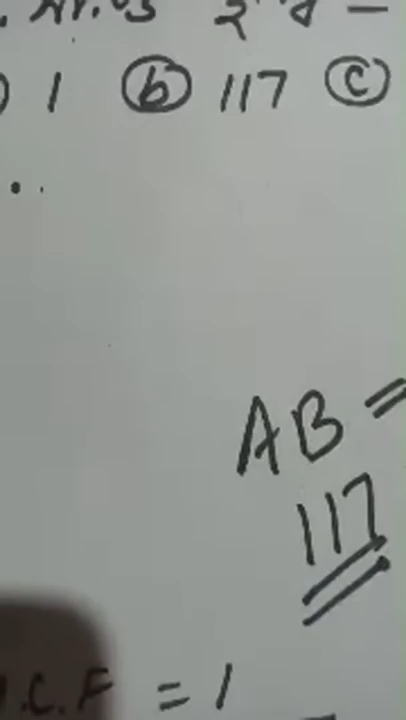 1 (b) 117 (c)
AB =
117
.C.F = 1